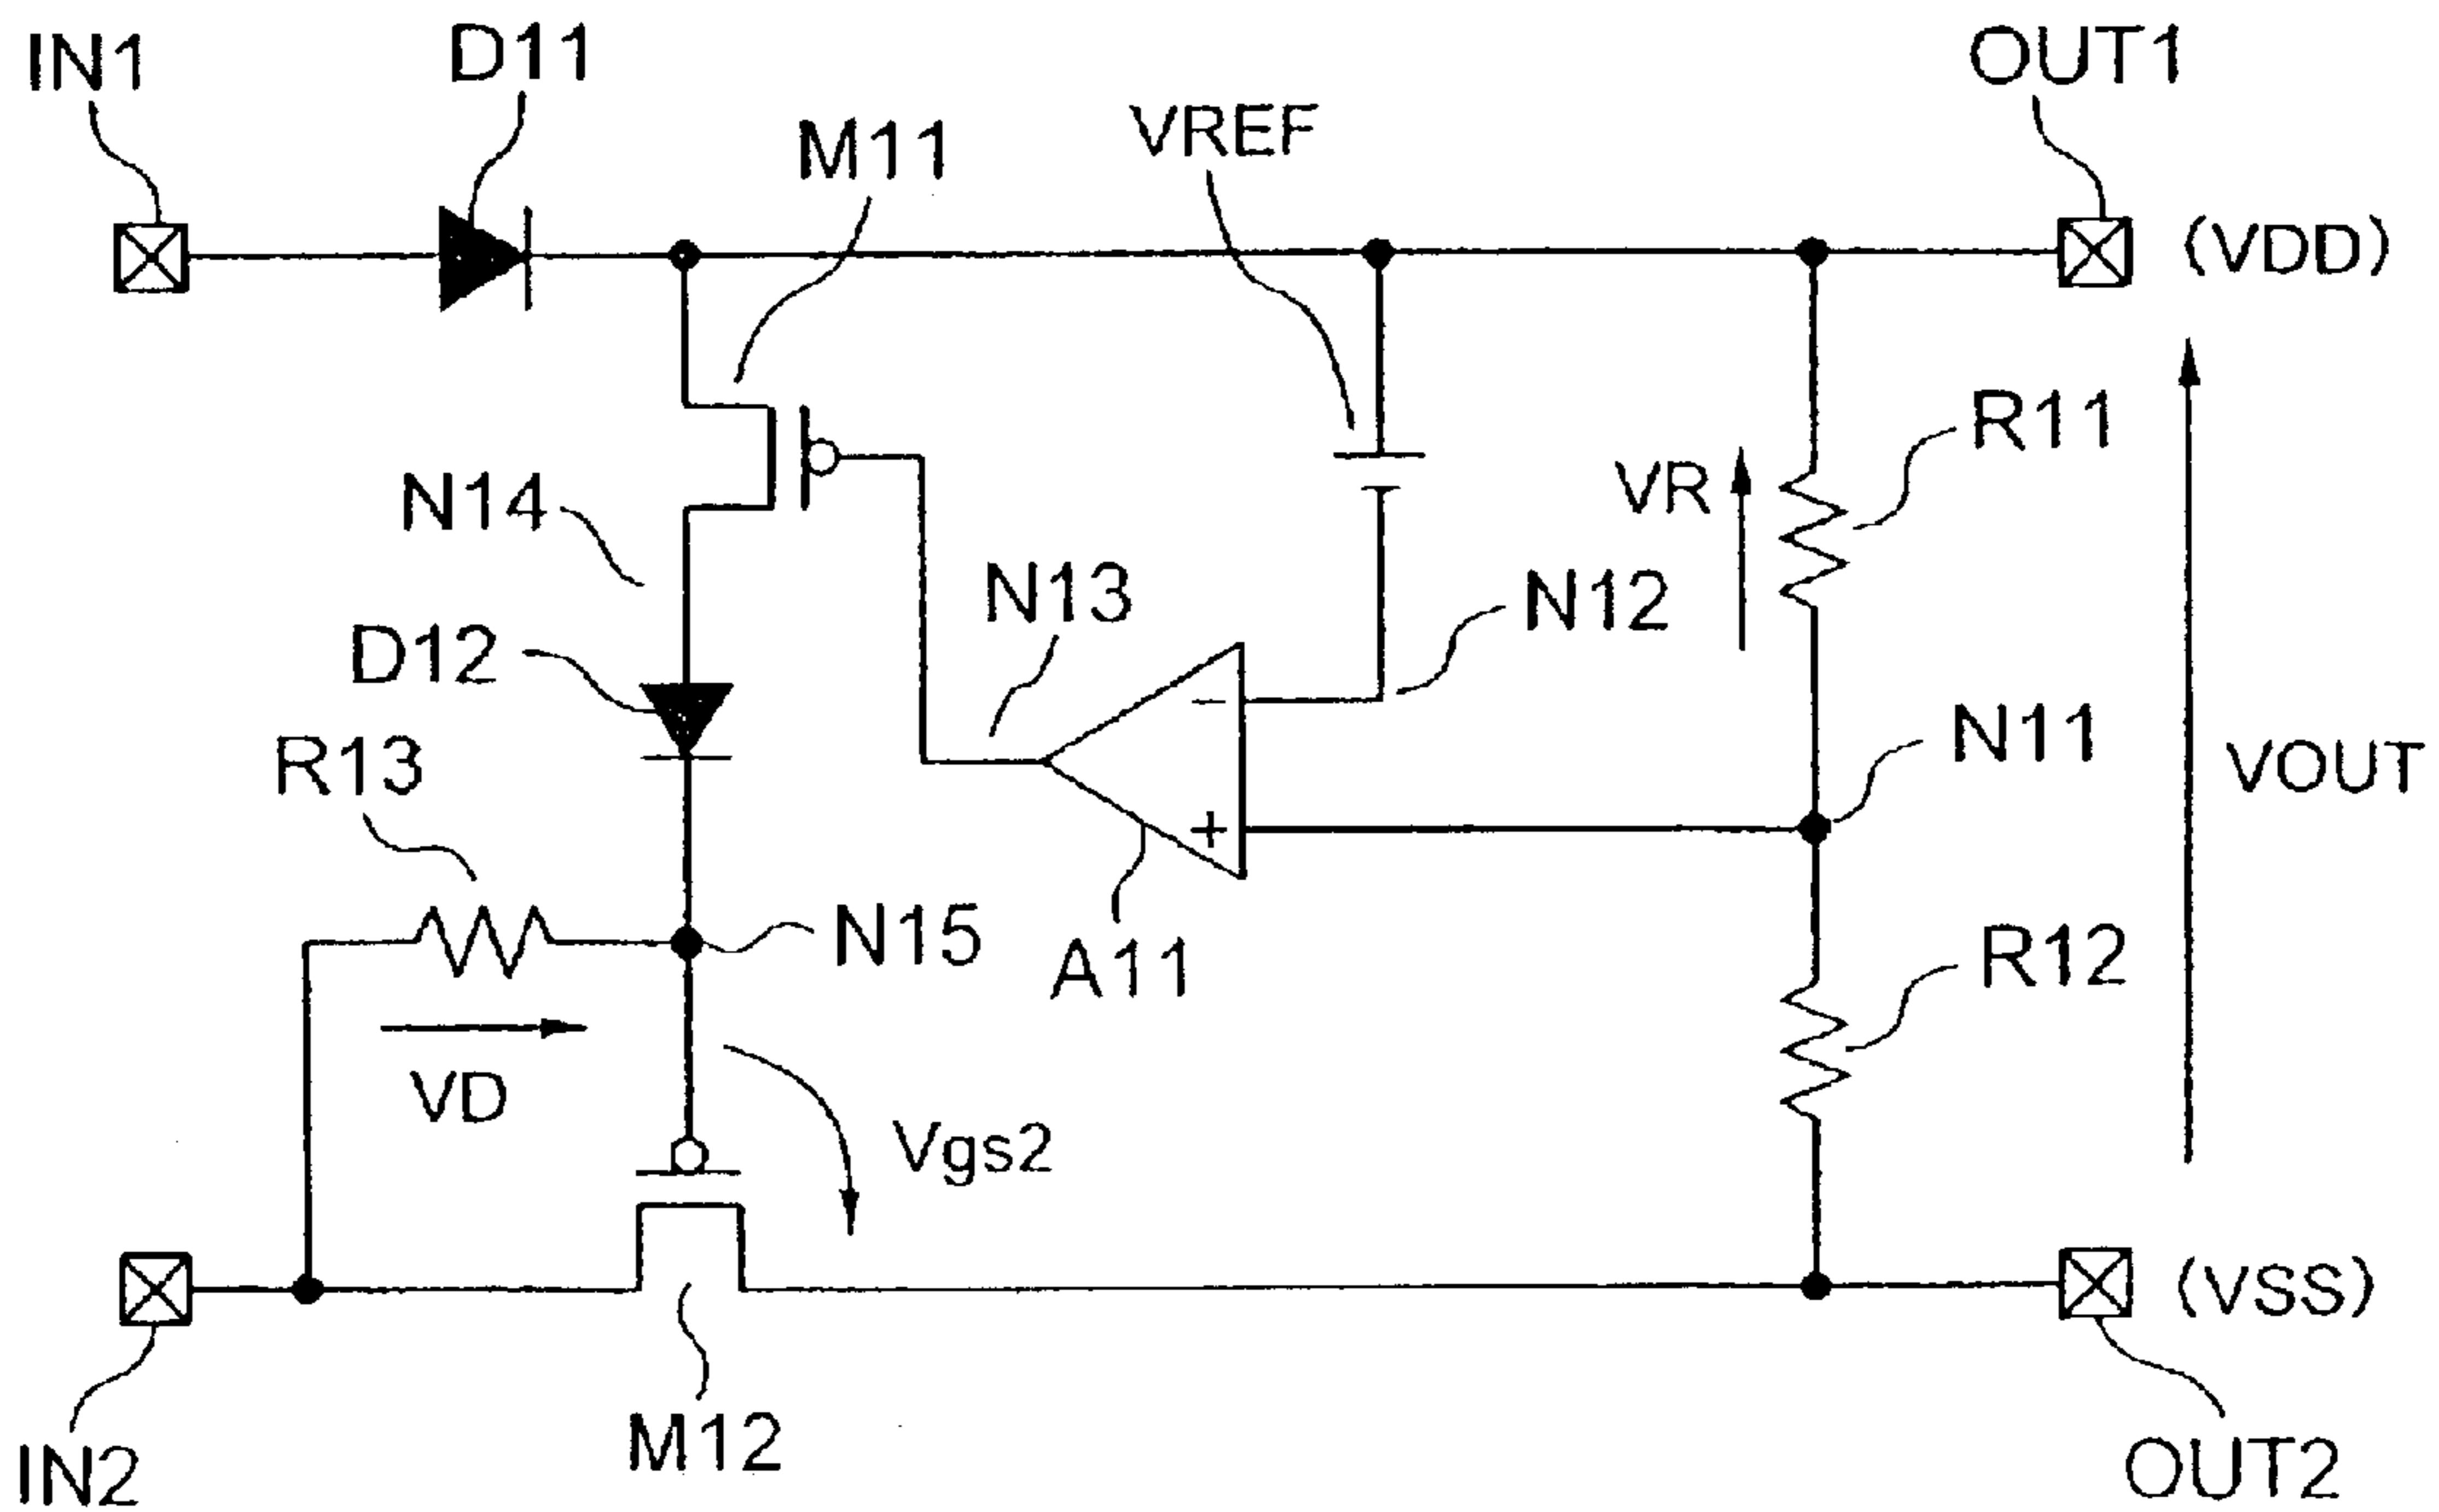 IN1
D11
OUT1
M11
VREF
(VDD)
R11
VR
N14
N13
N12
D12
N11
R13
VOUT
−
+
N15
A11
R12
VD
Vgs2
(VSS)
M12
IN2
OUT2